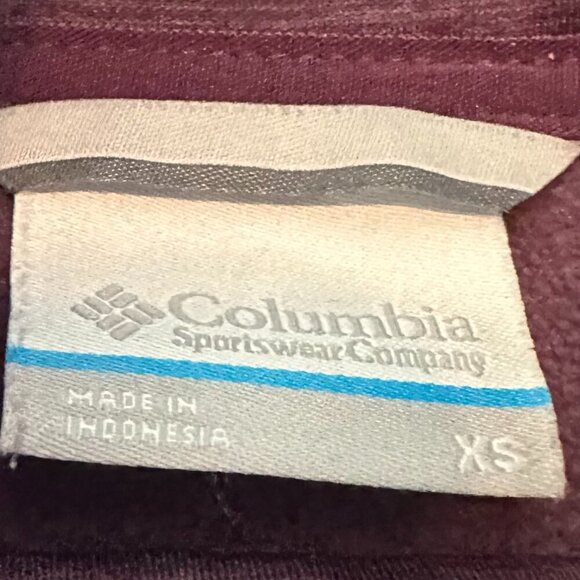 Columbia
Sportswear Company
MADE IN
INDONESIA
XS